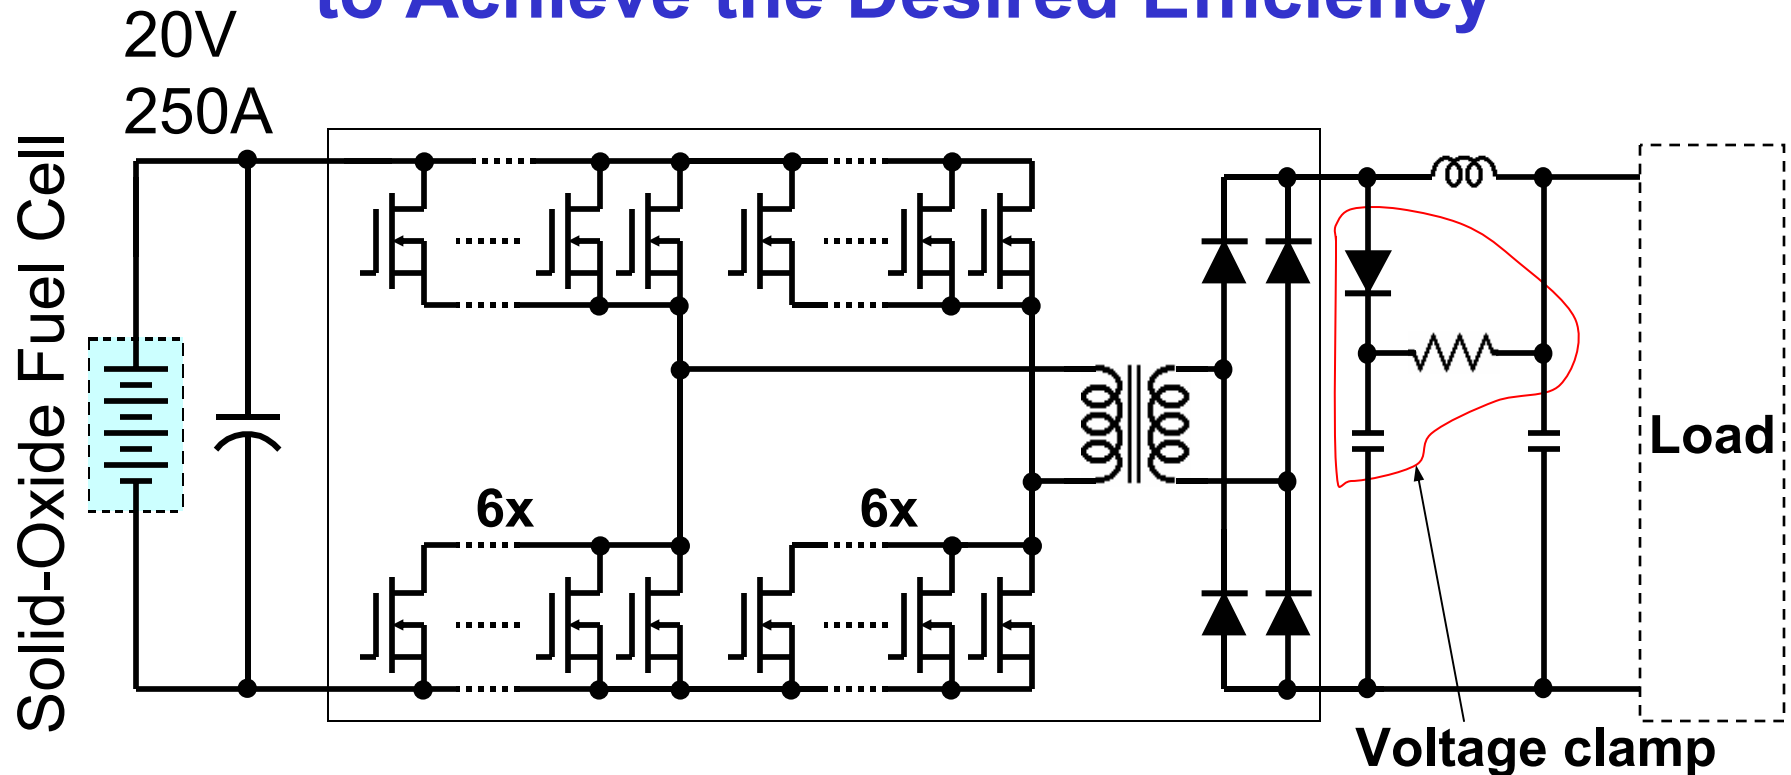 to Achieve the Desired Efficiency
20V
250A
Solid-Oxide Fuel Cell
6x
6x
Load
Voltage clamp